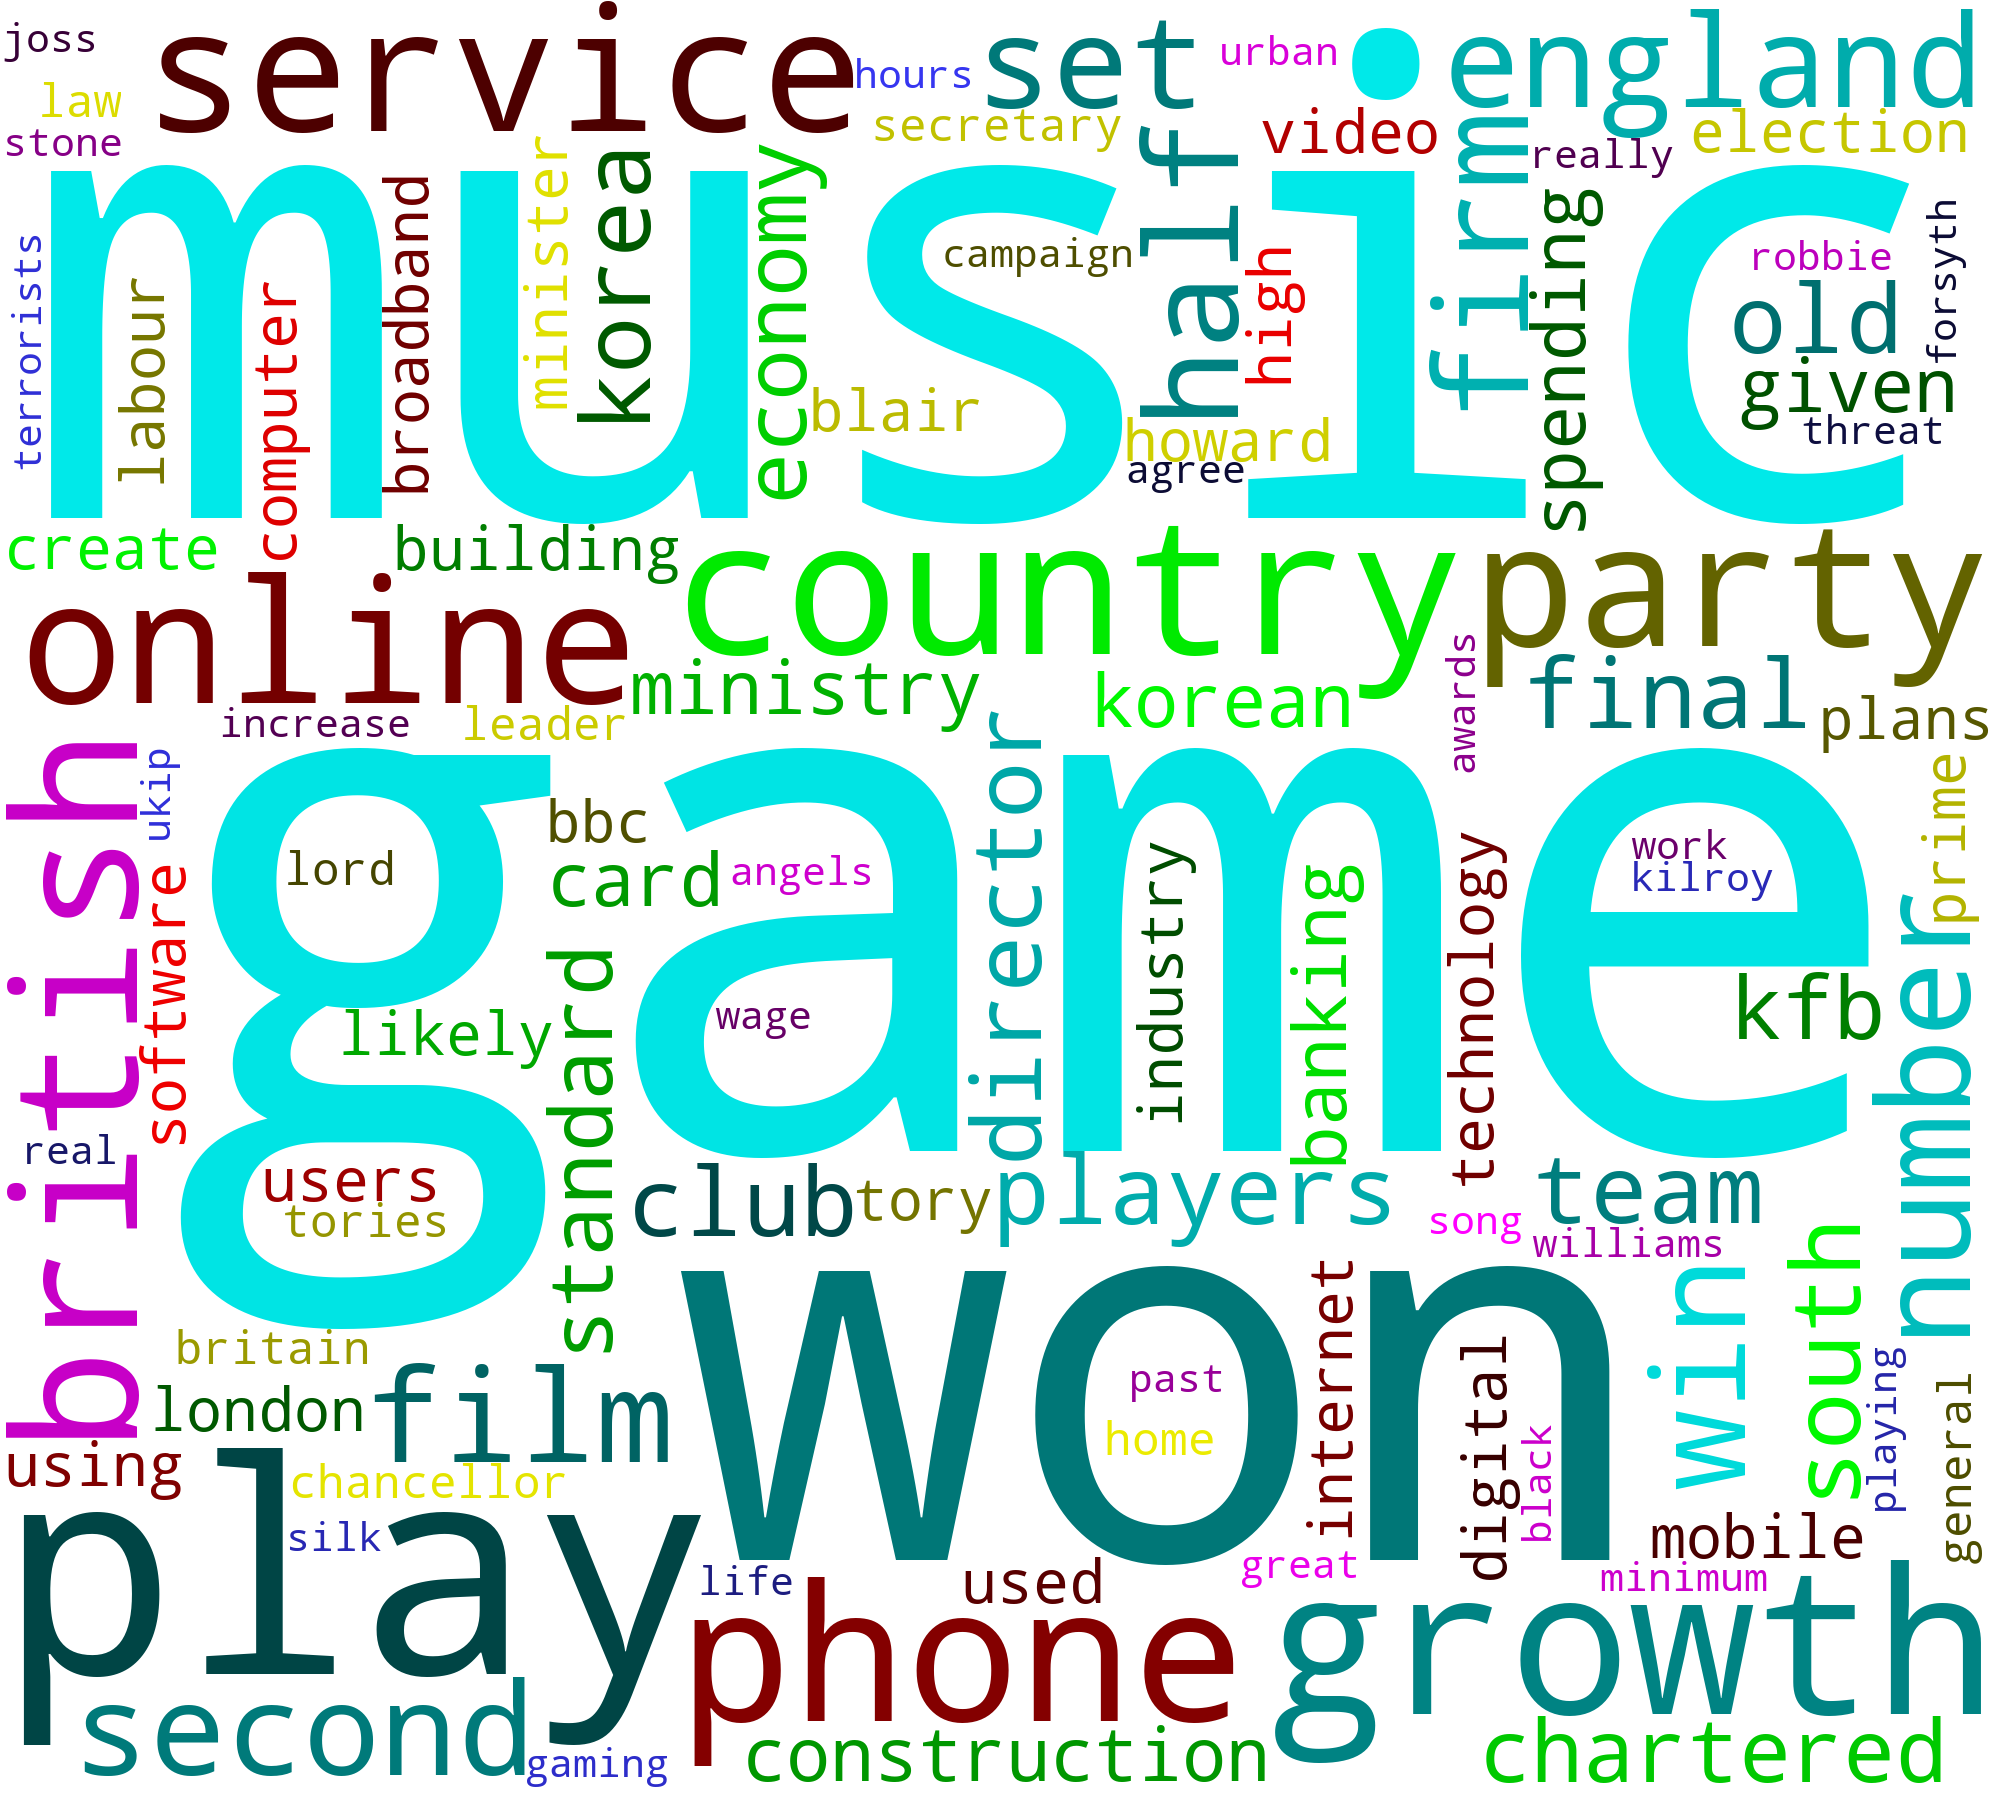 joss
service
hours
set
urban
england
law
secretary
video
firm
election
stone
minister
korea
economy
half
really
broadband
music
spending
terrorists
labour
computer
campaign
high
robbie
forsyth
old
blair
howard
given
agree
threat
create
building
country
party
online
ministry
korean
awards
final
increase
leader
director
plans
british
ukip
game
bbc
prime
lord
card
angels
industry
banking
technology
work
kilroy
software
standard
number
likely
wage
kfb
real
users
club
tory
players
team
tories
song
williams
south
britain
won
internet
win
london
film
past
digital
playing
general
using
home
black
chancellor
play
silk
mobile
life
used
great
minimum
phone
growth
second
gaming
construction
chartered